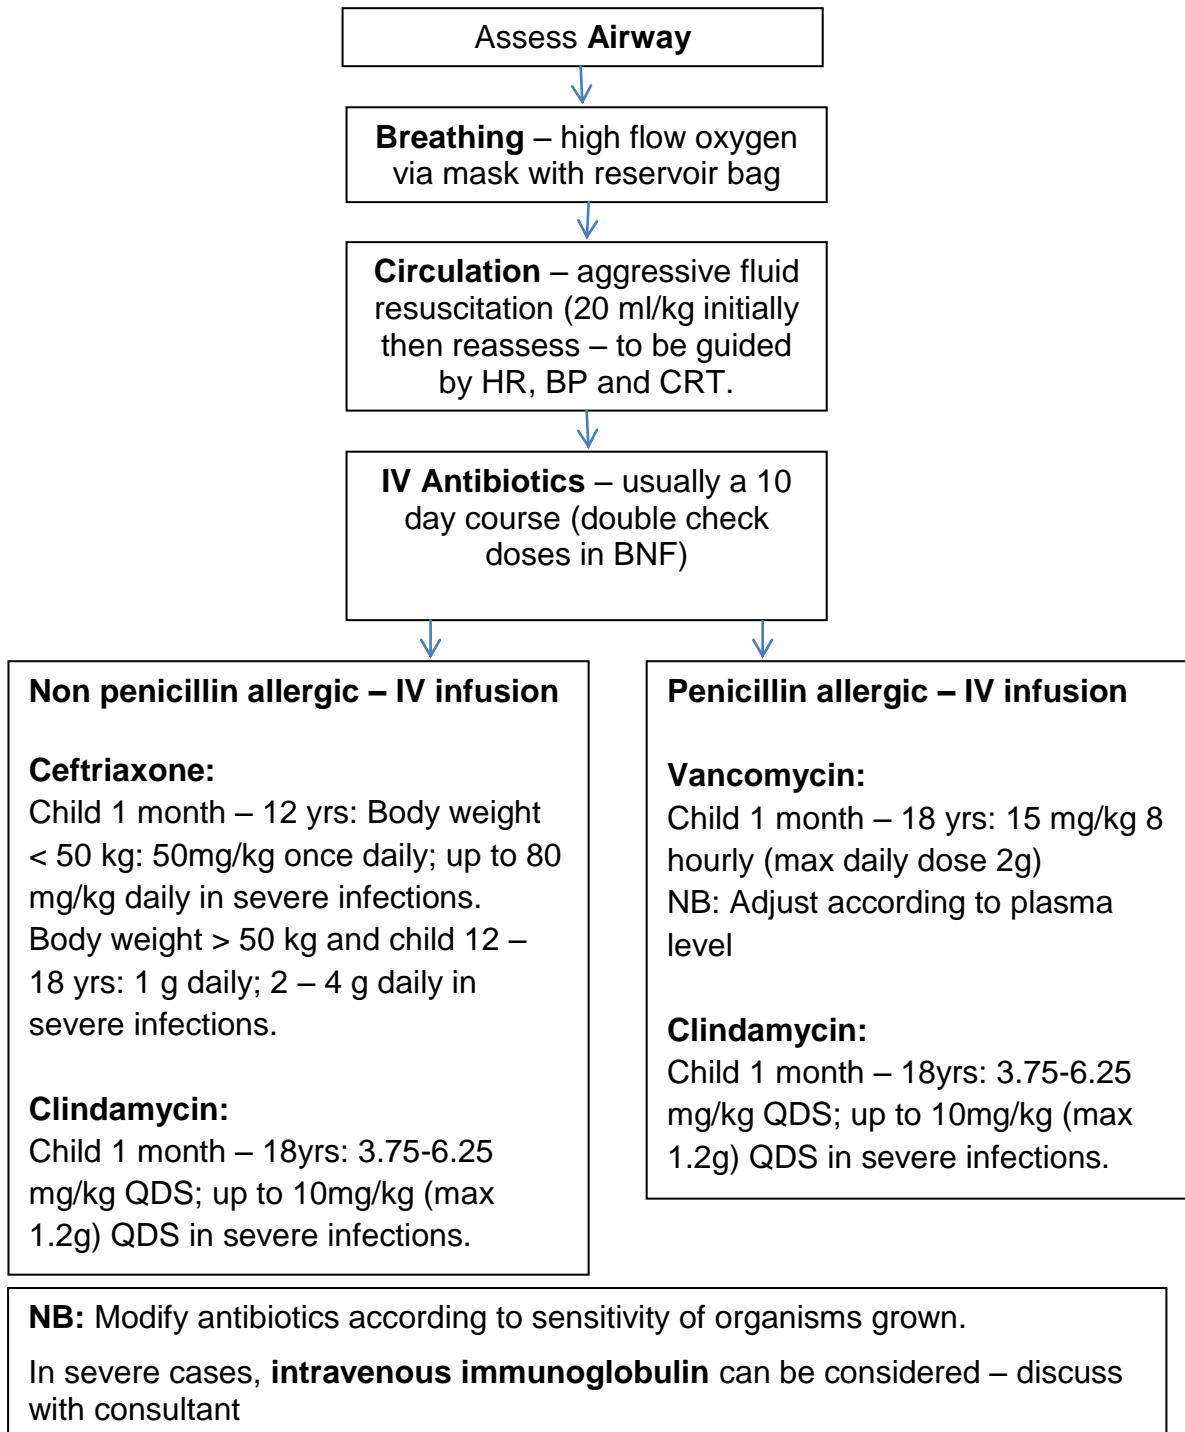 Assess Airway
Breathing – high flow oxygen
via mask with reservoir bag
Circulation – aggressive fluid
resuscitation (20 ml/kg initially
then reassess – to be guided
by HR, BP and CRT.
IV Antibiotics – usually a 10
day course (double check
doses in BNF)
Non penicillin allergic – IV infusion
Ceftriaxone:
Child 1 month – 12 yrs: Body weight
< 50 kg: 50mg/kg once daily; up to 80
mg/kg daily in severe infections.
Body weight > 50 kg and child 12 –
18 yrs: 1 g daily; 2 – 4 g daily in
severe infections.
Clindamycin:
Child 1 month – 18yrs: 3.75-6.25
mg/kg QDS; up to 10mg/kg (max
1.2g) QDS in severe infections.
Penicillin allergic – IV infusion
Vancomycin:
Child 1 month – 18 yrs: 15 mg/kg 8
hourly (max daily dose 2g)
NB: Adjust according to plasma
level
Clindamycin:
Child 1 month – 18yrs: 3.75-6.25
mg/kg QDS; up to 10mg/kg (max
1.2g) QDS in severe infections.
NB: Modify antibiotics according to sensitivity of organisms grown.
In severe cases, intravenous immunoglobulin can be considered – discuss
with consultant